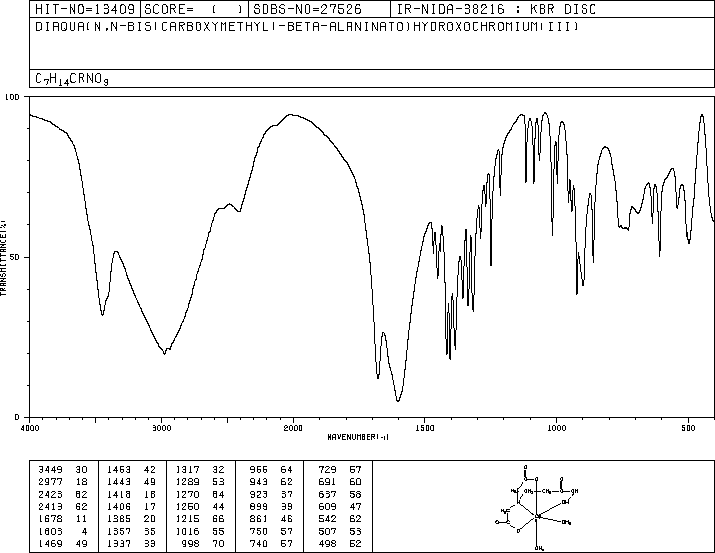 HIT-NO=13409 SCORE= ( ) SDBS-NO=27526 IR-NIDA-38216 : KBR DISC
DIAQUA(N,N-BIS(CARBOXYMETHYL)-BETA-ALANINATO)HYDROXOCHROMIUM(III)
C7H14CRNO9
100
TRANSMITTANCE(%)
50
0
4000 3000 2000 1500 1000 500
WAVENUMBER(-1)
3449 30 1463 42 1317 32 966 64 729 57
2977 18 1443 49 1289 53 943 62 691 60
2423 62 1418 18 1270 64 923 37 637 58
2413 62 1406 17 1250 44 899 39 609 47
1678 11 1385 20 1215 66 861 46 542 62
1603 4 1357 35 1016 55 750 57 507 53
1469 49 1337 33 998 70 740 57 498 52